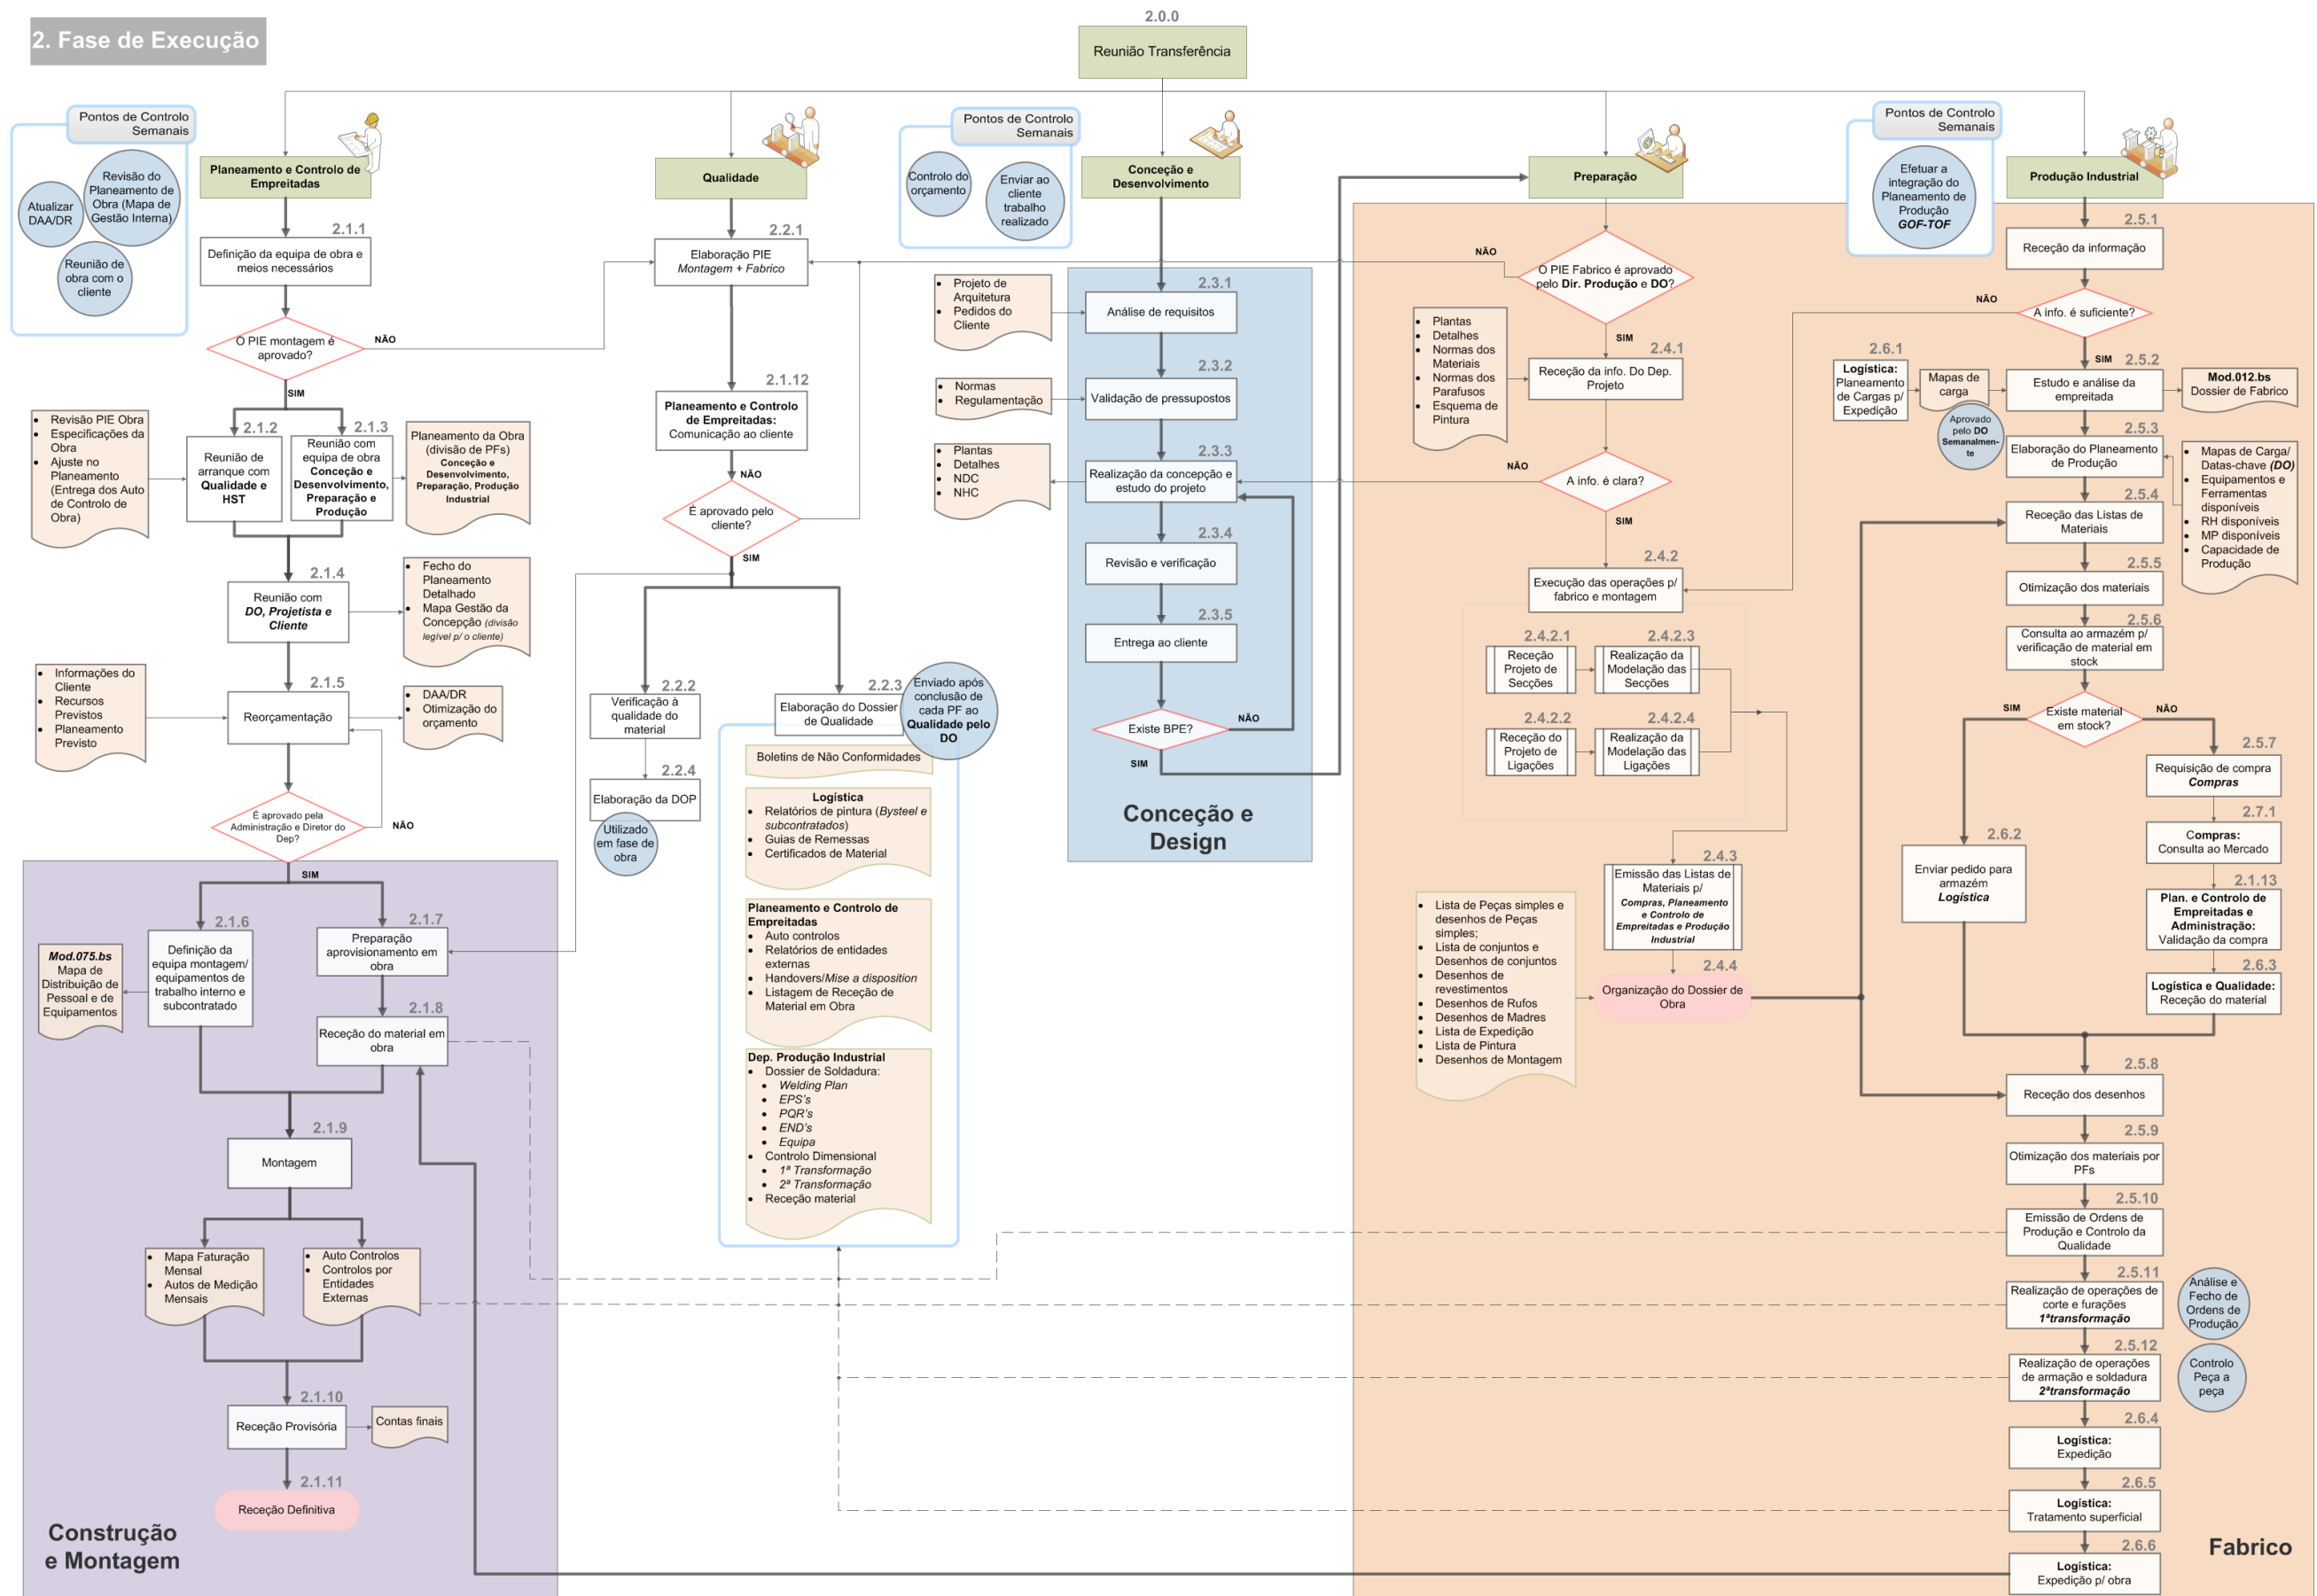 2. Fase de Execução
2.0.0
Reunião Transferência
Pontos de Controlo
Semanais
Revisão do
Planeamento de
Obra (Mapa de
Gestão Interna)
Atualizar
DAA/DR
Reunião de
obra com o
cliente
Planeamento e Controlo de
Empreitadas
2.1.1
Definição da equipa de obra e
meios necessários
O PIE montagem é
aprovado?
NÃO
SIM
• Revisão PIE Obra
• Especificações da
Obra
• Ajuste no
Planeamento
(Entrega dos Auto
de Controlo de
Obra)
2.1.2
Reunião de
arranque com
Qualidade e
HST
2.1.3
Reunião com
equipa de obra
Conceção e
Desenvolvimento,
Preparação e
Produção
Planeamento da Obra
(divisão de PFs)
Conceção e
Desenvolvimento,
Preparação, Produção
Industrial
2.1.4
Reunião com
DO, Projetista e
Cliente
• Fecho do
Planeamento
Detalhado
• Mapa Gestão da
Concepção (divisão
legível p/ o cliente)
• Informações do
Cliente
• Recursos
Previstos
• Planeamento
Previsto
2.1.5
Reorçamentação
• DAA/DR
• Otimização do
orçamento
É aprovado pela
Administração e Diretor do
Dep?
NÃO
SIM
2.1.6
Definição da
equipa montagem/
equipamentos de
trabalho interno e
subcontratado
Mod.075.bs
Mapa de
Distribuição de
Pessoal e de
Equipamentos
2.1.7
Preparação
aprovisionamento em
obra
2.1.8
Receção do material em
obra
2.1.9
Montagem
• Mapa Faturação
Mensal
• Autos de Medição
Mensais
• Auto Controlos
• Controlos por
Entidades
Externas
2.1.10
Receção Provisória
Contas finais
2.1.11
Receção Definitiva
Construção
e Montagem
Qualidade
2.2.1
Elaboração PIE
Montagem + Fabrico
2.1.12
Planeamento e Controlo
de Empreitadas:
Comunicação ao cliente
NÃO
É aprovado pelo
cliente?
SIM
2.2.2
Verificação à
qualidade do
material
2.2.3
Elaboração do Dossier
de Qualidade
Enviado após
conclusão de
cada PF ao
Qualidade pelo
DO
2.2.4
Elaboração da DOP
Utilizado
em fase de
obra
Boletins de Não Conformidades
Logística
• Relatórios de pintura (Bysteel e
subcontratados)
• Guias de Remessas
• Certificados de Material
Planeamento e Controlo de
Empreitadas
• Auto controlos
• Relatórios de entidades
externas
• Handovers/Mise a disposition
• Listagem de Receção de
Material em Obra
Dep. Produção Industrial
• Dossier de Soldadura:
• Welding Plan
• EPS's
• PQR's
• END's
• Equipa
• Controlo Dimensional
• 1ª Transformação
• 2ª Transformação
• Receção material
Pontos de Controlo
Semanais
Controlo do
orçamento
Enviar ao
cliente
trabalho
realizado
Conceção e
Desenvolvimento
• Projeto de
Arquitetura
• Pedidos do
Cliente
2.3.1
Análise de requisitos
• Normas
• Regulamentação
2.3.2
Validação de pressupostos
• Plantas
• Detalhes
• NDC
• NHC
2.3.3
Realização da concepção e
estudo do projeto
2.3.4
Revisão e verificação
2.3.5
Entrega ao cliente
Existe BPE?
NÃO
SIM
Conceção e
Design
Preparação
NÃO
O PIE Fabrico é aprovado
pelo Dir. Produção e DO?
SIM
• Plantas
• Detalhes
• Normas dos
Materiais
• Normas dos
Parafusos
• Esquema de
Pintura
2.4.1
Receção da info. Do Dep.
Projeto
NÃO
A info. é clara?
SIM
2.4.2
Execução das operações p/
fabrico e montagem
2.4.2.1
Receção
Projeto de
Secções
2.4.2.3
Realização da
Modelação das
Secções
2.4.2.2
Receção do
Projeto de
Ligações
2.4.2.4
Realização da
Modelação das
Ligações
2.4.3
Emissão das Listas de
Materiais p/
Compras, Planeamento
e Controlo de
Empreitadas e Produção
Industrial
2.4.4
Organização do Dossier de
Obra
• Lista de Peças simples e
desenhos de Peças
simples;
• Lista de conjuntos e
Desenhos de conjuntos
• Desenhos de
revestimentos
• Desenhos de Rufos
• Desenhos de Madres
• Lista de Expedição
• Lista de Pintura
• Desenhos de Montagem
Pontos de Controlo
Semanais
Efetuar a
integração do
Planeamento de
Produção
GOF-TOF
Produção Industrial
2.5.1
Receção da informação
NÃO
A info. é suficiente?
SIM
2.6.1
Logística:
Planeamento
de Cargas p/
Expedição
Mapas de
carga
Aprovado
pelo DO
Semanalmen-
te
2.5.2
Estudo e análise da
empreitada
Mod.012.bs
Dossier de Fabrico
2.5.3
Elaboração do Planeamento
de Produção
• Mapas de Carga/
Datas-chave (DO)
• Equipamentos e
Ferramentas
disponíveis
• RH disponíveis
• MP disponíveis
• Capacidade de
Produção
2.5.4
Receção das Listas de
Materiais
2.5.5
Otimização dos materiais
2.5.6
Consulta ao armazém p/
verificação de material em
stock
SIM
Existe material
em stock?
NÃO
2.5.7
Requisição de compra
Compras
2.7.1
Compras:
Consulta ao Mercado
2.6.2
Enviar pedido para
armazém
Logística
2.1.13
Plan. e Controlo de
Empreitadas e
Administração:
Validação da compra
2.6.3
Logística e Qualidade:
Receção do material
2.5.8
Receção dos desenhos
2.5.9
Otimização dos materiais por
PFs
2.5.10
Emissão de Ordens de
Produção e Controlo da
Qualidade
2.5.11
Realização de operações de
corte e furações
1ªtransformação
Análise e
Fecho de
Ordens de
Produção
2.5.12
Realização de operações
de armação e soldadura
2ªtransformação
Controlo
Peça a
peça
2.6.4
Logística:
Expedição
2.6.5
Logística:
Tratamento superficial
2.6.6
Logística:
Expedição p/ obra
Fabrico